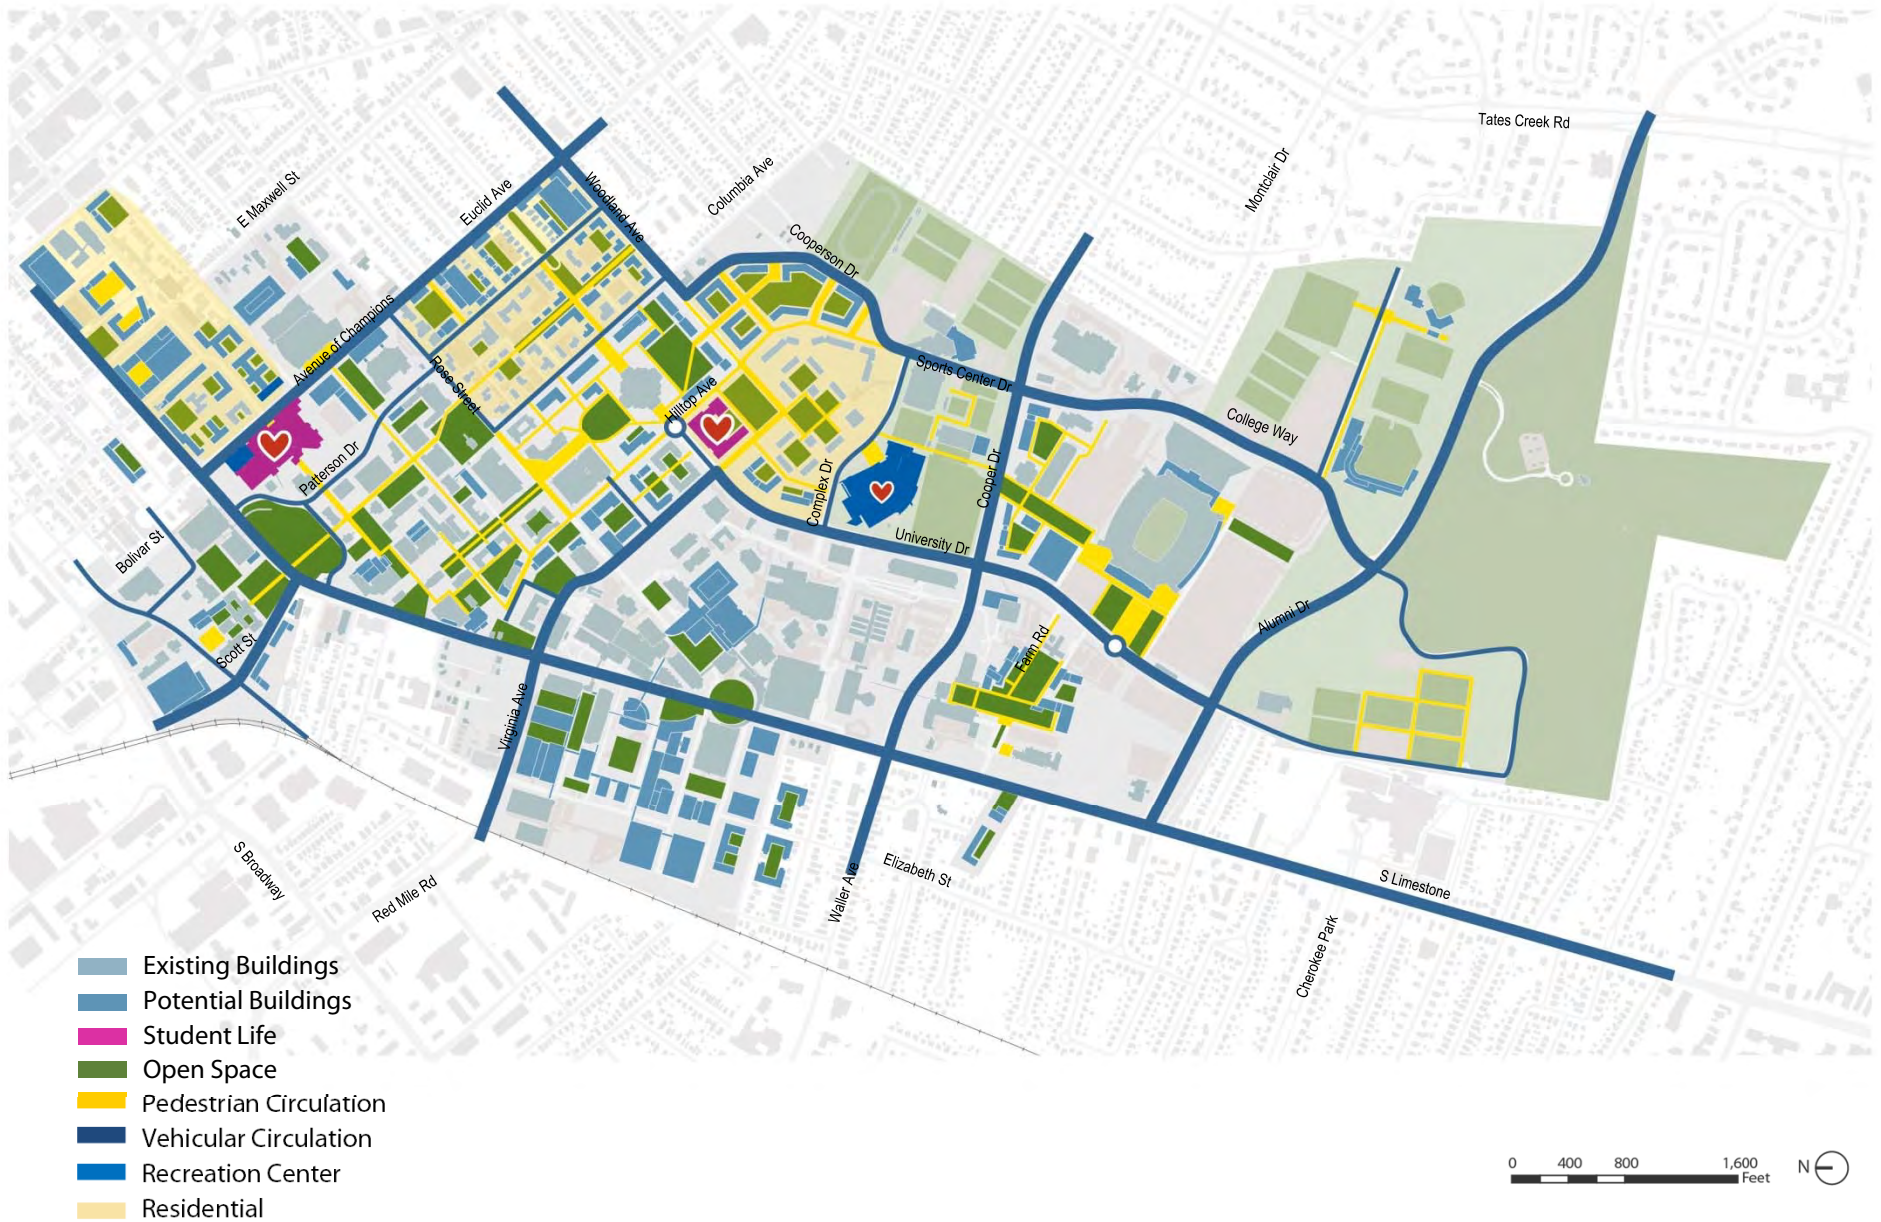 Tates Creek Rd
Montclair Dr
Columbia Ave
Woodland Ave
E Maxwell St
Euclid Ave
Cooperson Dr
Avenue of Champions
Rose Street
Sports Center Dr
Hilltop Ave
College Way
Patterson Dr
Complex Dr
Cooper Dr
University Dr
Bolivar St
Scott St
Farm Rd
Alumni Dr
Virginia Ave
S Broadway
Red Mile Rd
Waller Ave
Elizabeth St
S Limestone
Cherokee Park
Existing Buildings
Potential Buildings
Student Life
Open Space
Pedestrian Circulation
Vehicular Circulation
Recreation Center
Residential
0 400 800 1,600
Feet
N